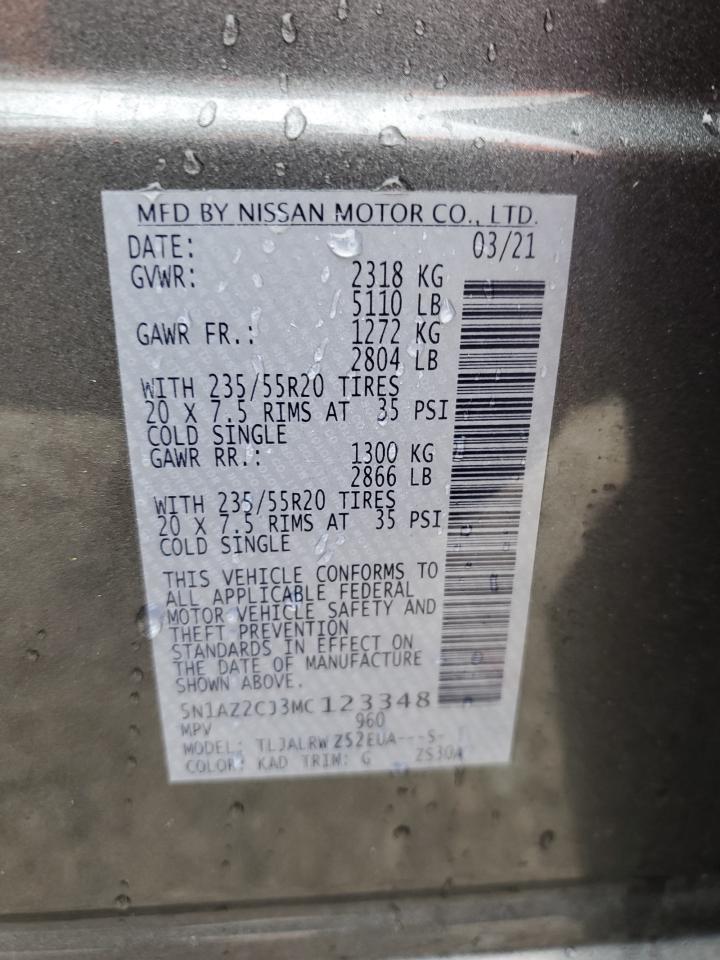 MFD BY NISSAN MOTOR CO., LTD.
DATE: 03/21
GVWR: 2318 KG
5110 LB
GAWR FR.: 1272 KG
2804 LB
WITH 235/55R20 TIRES
20 X 7.5 RIMS AT 35 PSI
COLD SINGLE
GAWR RR.: 1300 KG
2866 LB
WITH 235/55R20 TIRES
20 X 7.5 RIMS AT 35 PSI
COLD SINGLE
THIS VEHICLE CONFORMS TO
ALL APPLICABLE FEDERAL
MOTOR VEHICLE SAFETY AND
THEFT PREVENTION
STANDARDS IN EFFECT ON
THE DATE OF MANUFACTURE
SHOWN ABOVE.
5N1AZ2CJ3MC123348
MPV 960
MODEL: TLJALRWZS2EUA---S-
COLOR: KAD TRIM: G ZS30A